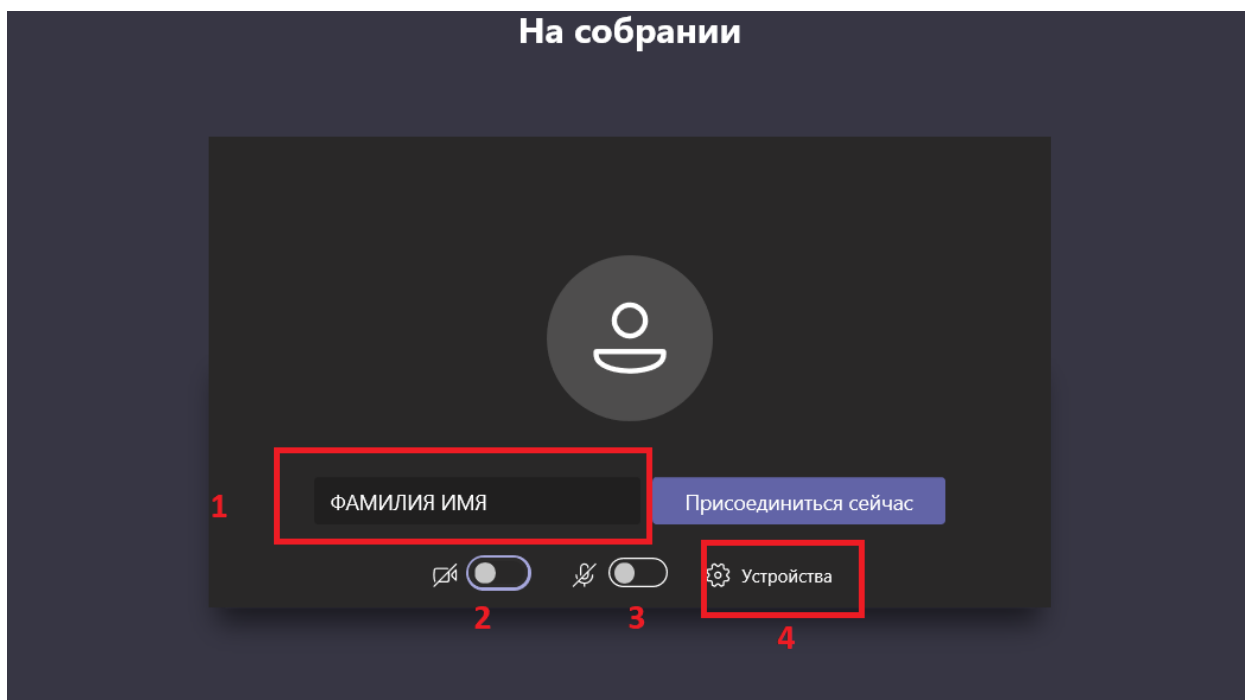 На собрании
1
ФАМИЛИЯ ИМЯ
Присоединиться сейчас
Устройства
2
3
4